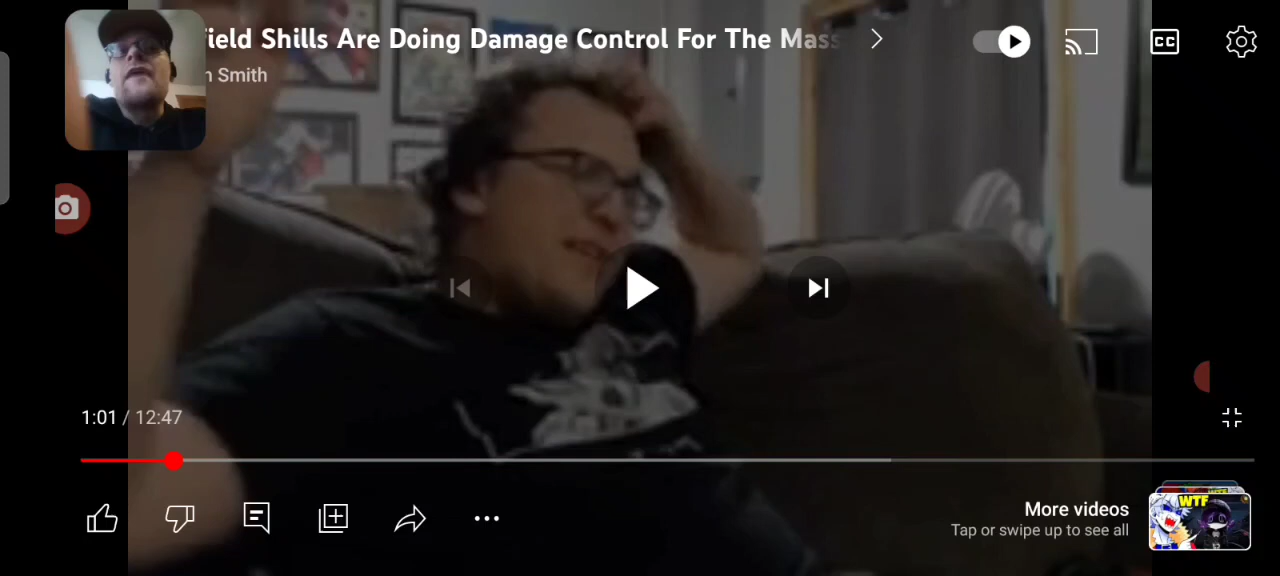 ield Shills Are Doing Damage Control For The Mass
n Smith
CC
1:01 / 12:47
More videos
Tap or swipe up to see all
WTF